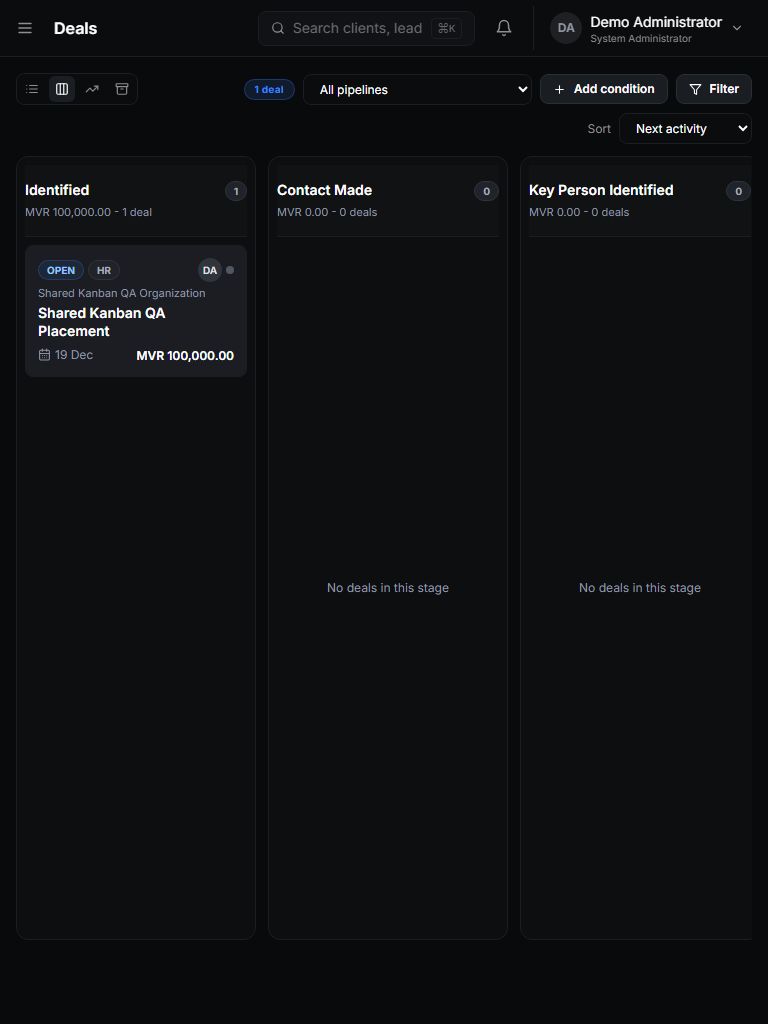 Deals
Search clients, lead
⌘K
DA
Demo Administrator
System Administrator
1 deal
All pipelines
+ Add condition
Filter
Sort
Next activity
Identified
1
MVR 100,000.00 - 1 deal
OPEN
HR
DA
Shared Kanban QA Organization
Shared Kanban QA
Placement
19 Dec
MVR 100,000.00
Contact Made
0
MVR 0.00 - 0 deals
No deals in this stage
Key Person Identified
0
MVR 0.00 - 0 deals
No deals in this stage